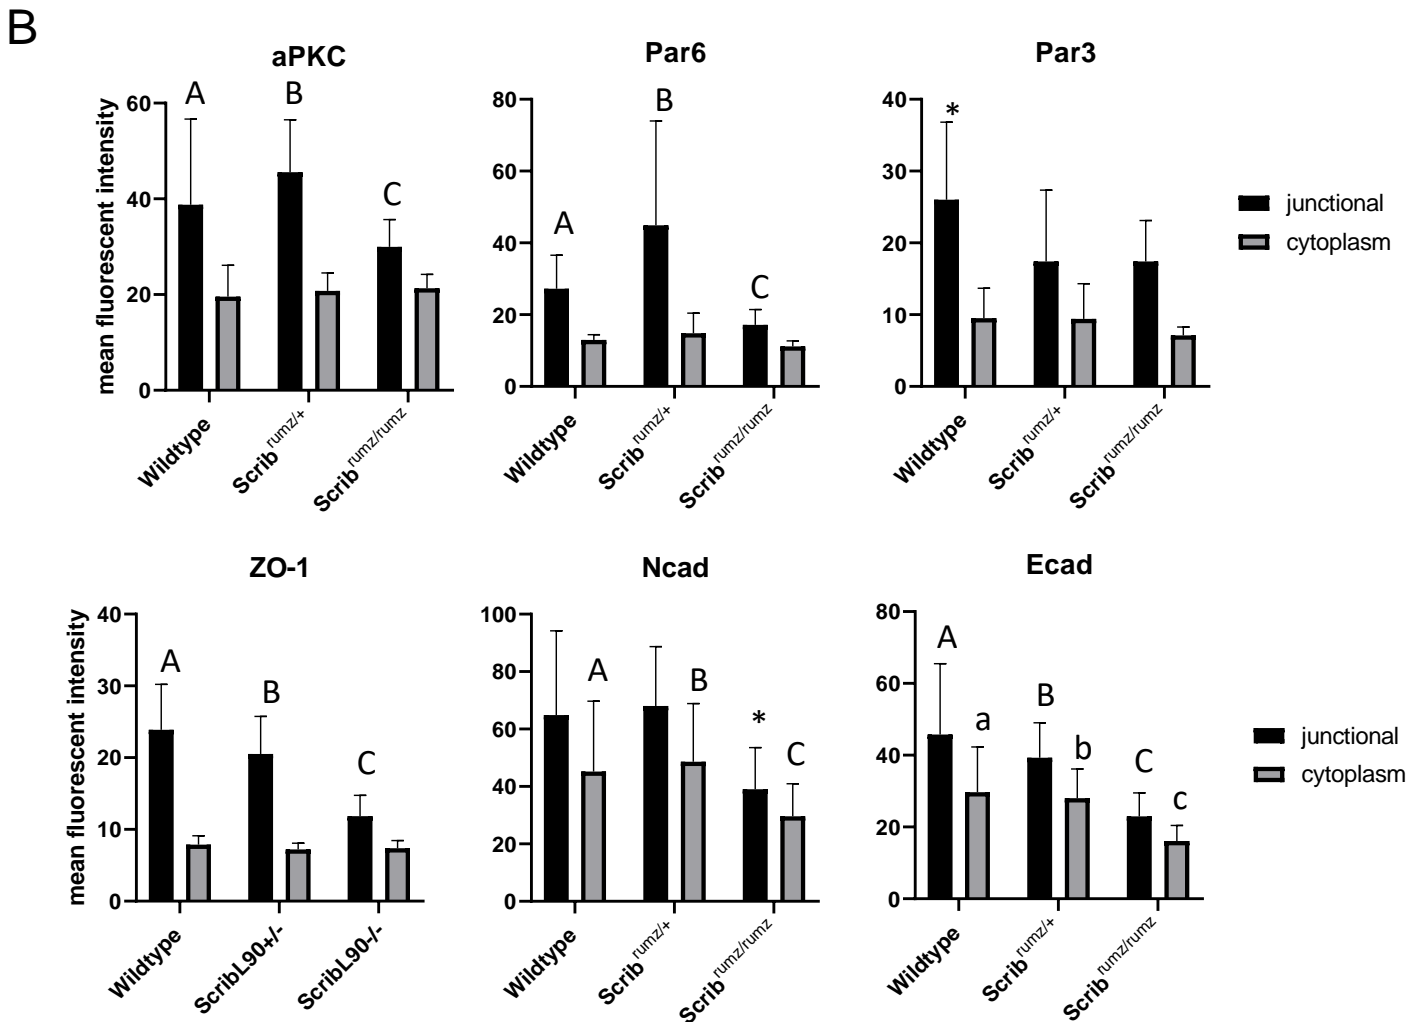 B
aPKC
mean fluorescent intensity
60
40
20
0
A
B
C
Wildtype
Scrib rumz/+
Scrib rumz/rumz
Par6
80
60
40
20
0
A
B
C
Wildtype
Scrib rumz/+
Scrib rumz/rumz
Par3
40
30
20
10
0
*
Wildtype
Scrib rumz/+
Scrib rumz/rumz
junctional
cytoplasm
ZO-1
mean fluorescent intensity
40
30
20
10
0
A
B
C
Wildtype
ScribL90+/-
ScribL90-/-
Ncad
100
80
60
40
20
0
A
B
*
C
Wildtype
Scrib rumz/+
Scrib rumz/rumz
Ecad
80
60
40
20
0
A
a
B
b
C
c
Wildtype
Scrib rumz/+
Scrib rumz/rumz
junctional
cytoplasm